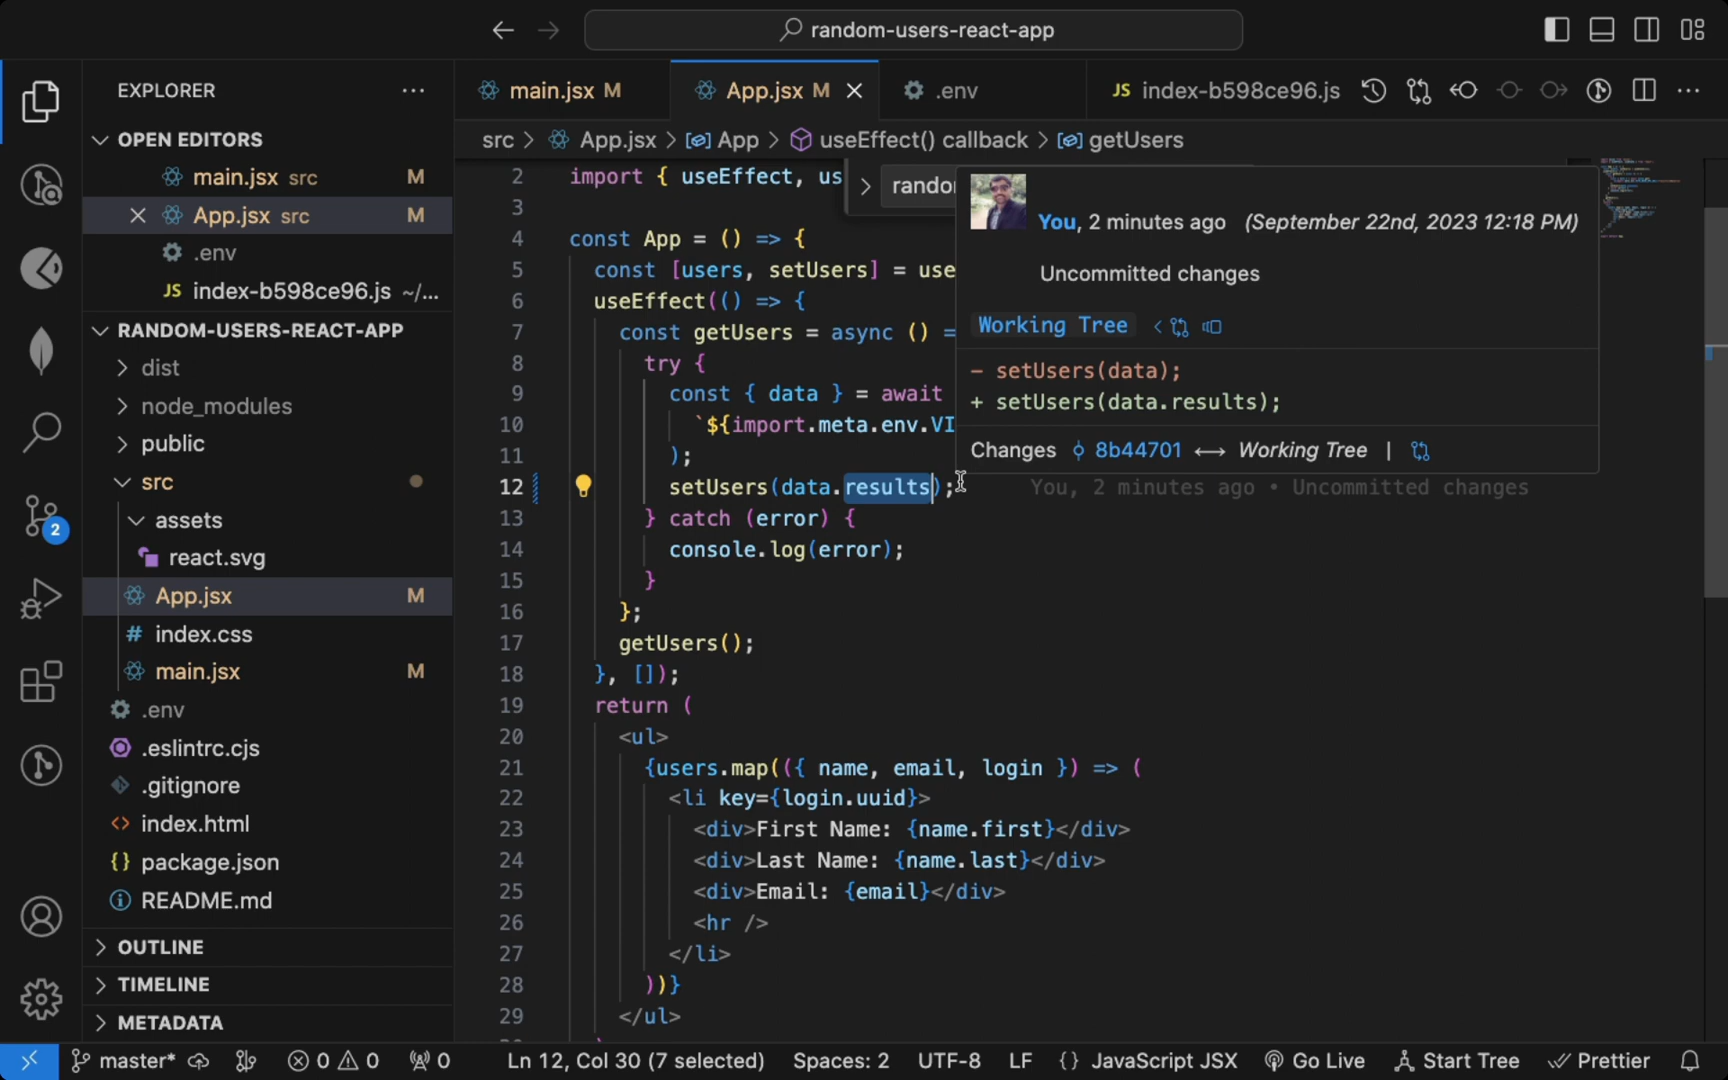 random-users-react-app
EXPLORER
OPEN EDITORS
main.jsx src M
App.jsx src M
.env
JS index-b598ce96.js ~/...
RANDOM-USERS-REACT-APP
dist
node_modules
public
src
assets
react.svg
App.jsx M
# index.css
main.jsx M
.env
.eslintrc.cjs
.gitignore
<> index.html
{} package.json
README.md
OUTLINE
TIMELINE
METADATA
2
main.jsx M
App.jsx M
.env
JS index-b598ce96.js
src > App.jsx > App > useEffect() callback > getUsers
2 import { useEffect, us
3
4 const App = () => {
5 const [users, setUsers] = use
6 useEffect(() => {
7 const getUsers = async () =
8 try {
9 const { data } = await
10 `${import.meta.env.VI
11 );
12 setUsers(data.results); You, 2 minutes ago • Uncommitted changes
13 } catch (error) {
14 console.log(error);
15 }
16 };
17 getUsers();
18 }, []);
19 return (
20 <ul>
21 {users.map(({ name, email, login }) => (
22 <li key={login.uuid}>
23 <div>First Name: {name.first}</div>
24 <div>Last Name: {name.last}</div>
25 <div>Email: {email}</div>
26 <hr />
27 </li>
28 ))}
29 </ul>
rando
You, 2 minutes ago (September 22nd, 2023 12:18 PM)
Uncommitted changes
Working Tree
- setUsers(data);
+ setUsers(data.results);
Changes 8b44701 <-> Working Tree |
master* 0 0 0 Ln 12, Col 30 (7 selected) Spaces: 2 UTF-8 LF {} JavaScript JSX Go Live Start Tree Prettier